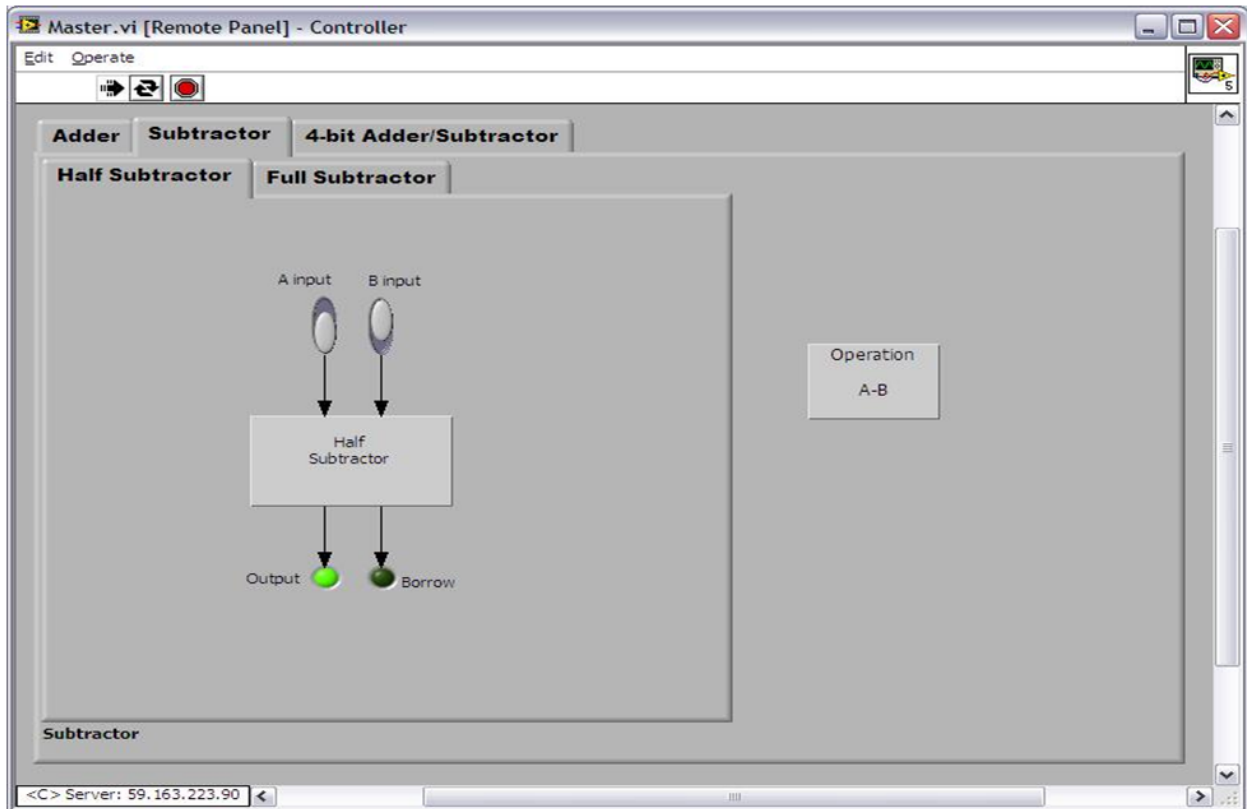 Master.vi [Remote Panel] - Controller
Edit Operate
5
Adder Subtractor 4-bit Adder/Subtractor
Half Subtractor Full Subtractor
A input B input
Operation
A-B
Half
Subtractor
Output Borrow
Subtractor
<C> Server: 59.163.223.90